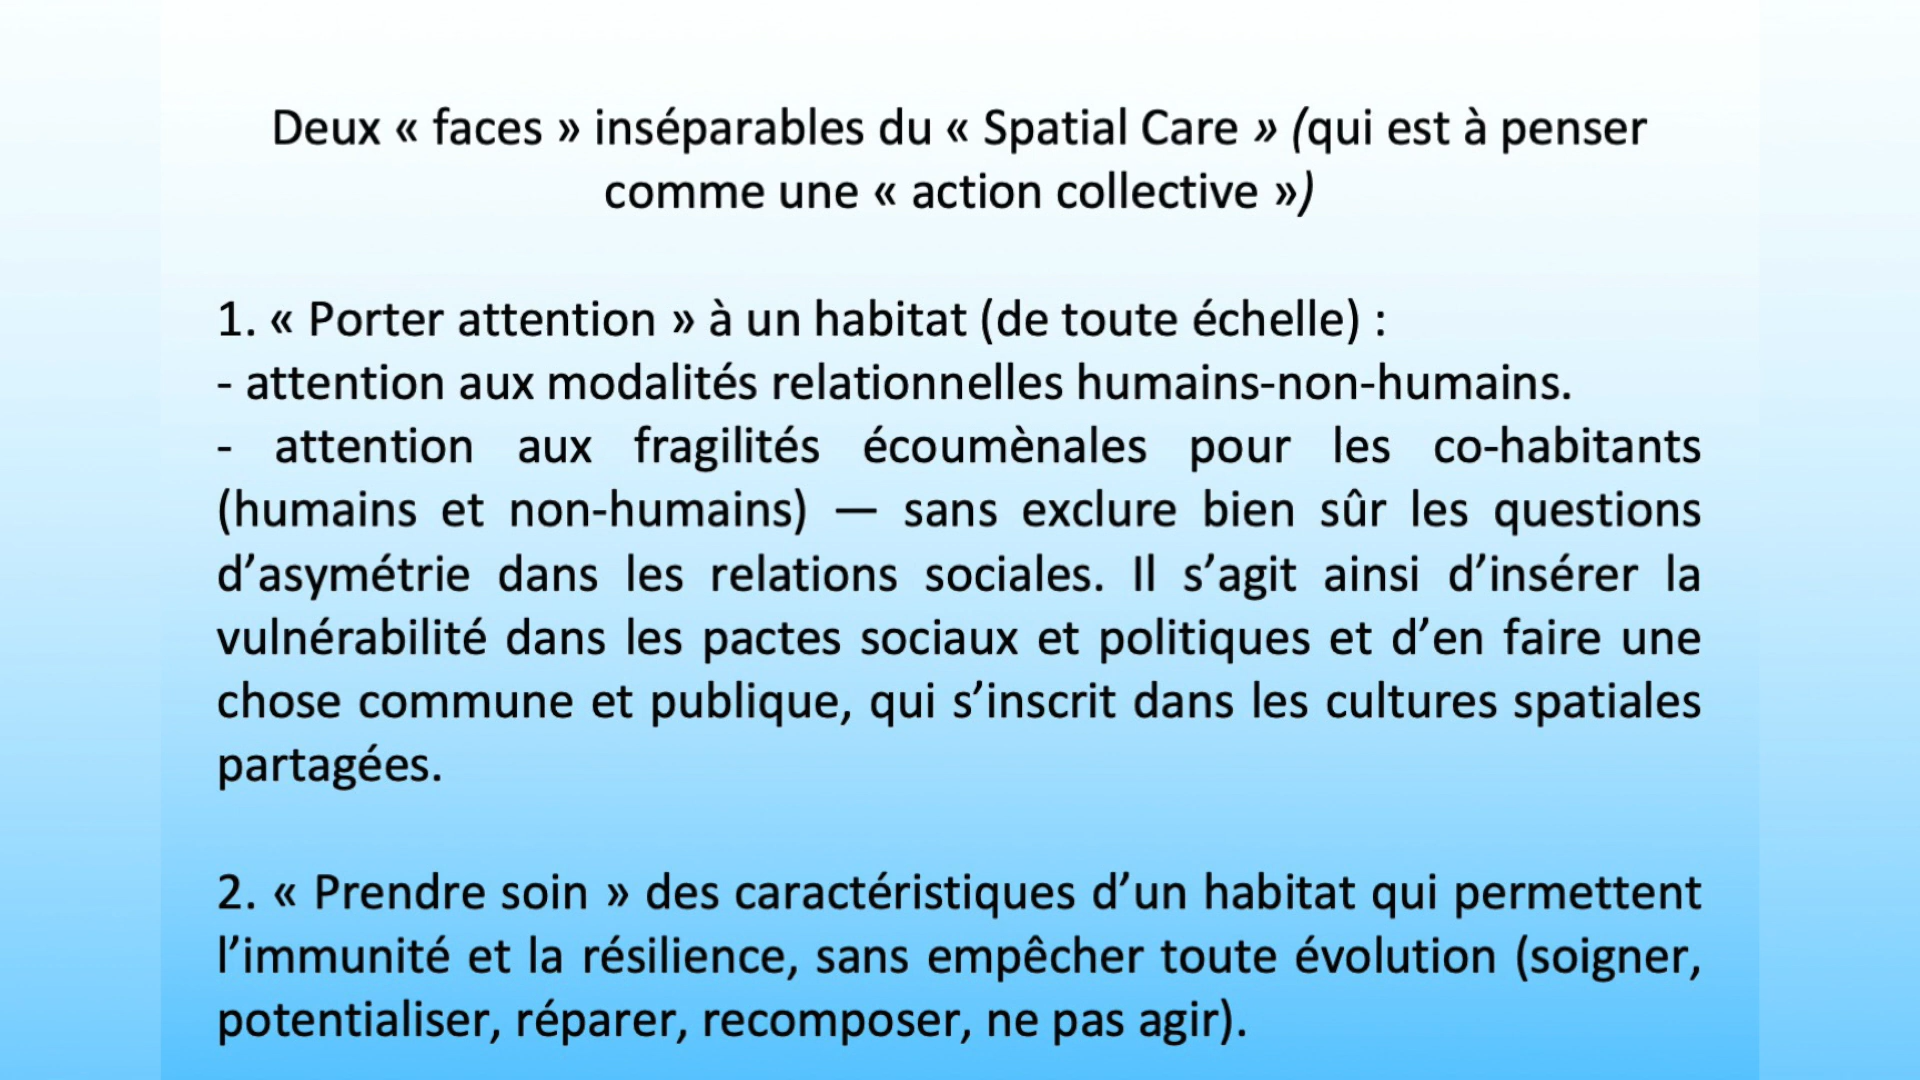 Deux « faces » inséparables du « Spatial Care » (qui est à penser
comme une « action collective »)
1. « Porter attention » à un habitat (de toute échelle) :
- attention aux modalités relationnelles humains-non-humains.
- attention aux fragilités écoumènales pour les co-habitants
(humains et non-humains) — sans exclure bien sûr les questions
d’asymétrie dans les relations sociales. Il s’agit ainsi d’insérer la
vulnérabilité dans les pactes sociaux et politiques et d’en faire une
chose commune et publique, qui s’inscrit dans les cultures spatiales
partagées.
2. « Prendre soin » des caractéristiques d’un habitat qui permettent
l’immunité et la résilience, sans empêcher toute évolution (soigner,
potentialiser, réparer, recomposer, ne pas agir).